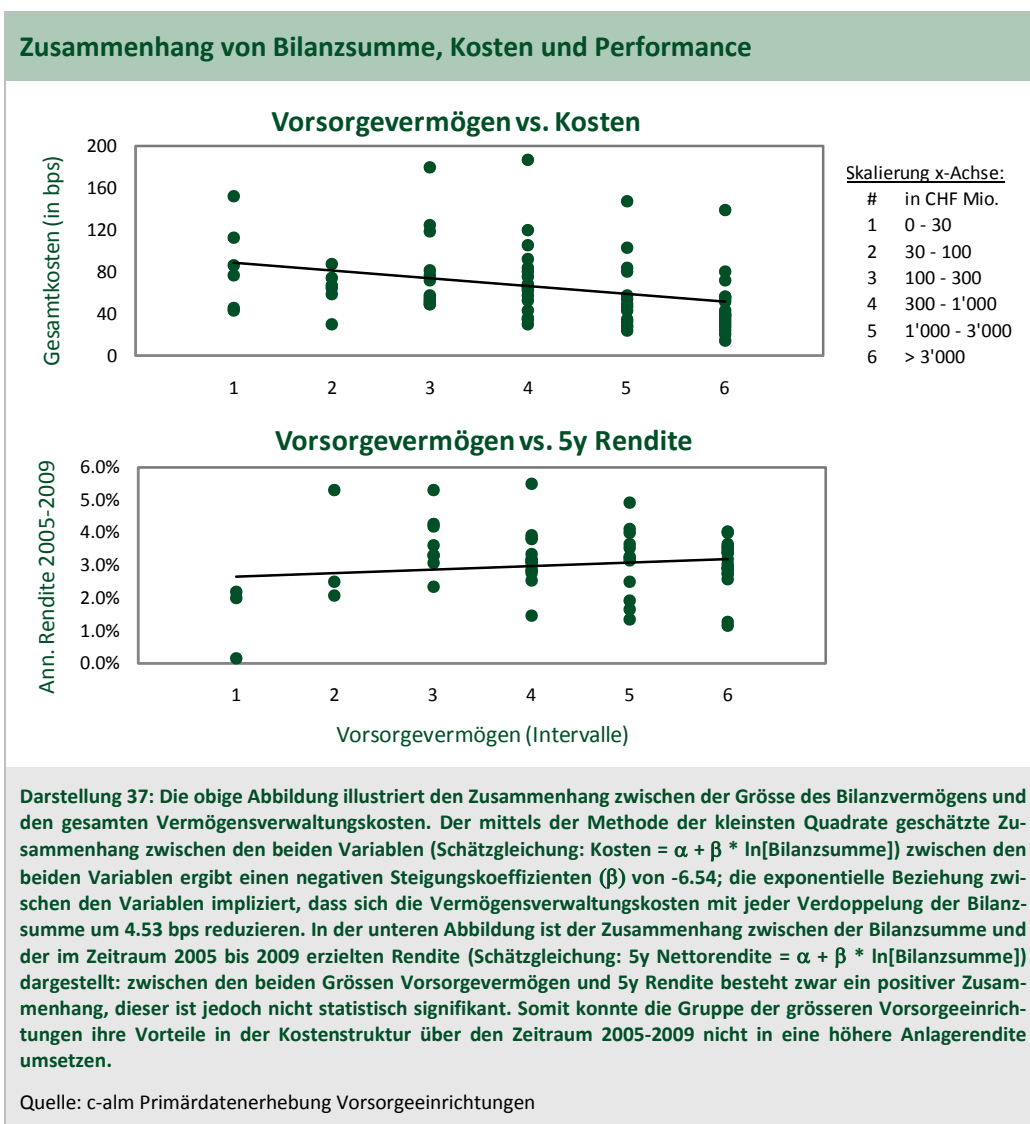 Zusammenhang von Bilanzsumme, Kosten und Performance
Vorsorgevermögen vs. Kosten
Gesamtkosten (in bps)
200
160
120
80
40
0
1 2 3 4 5 6
Skalierung x-Achse:
# in CHF Mio.
1 0 - 30
2 30 - 100
3 100 - 300
4 300 - 1'000
5 1'000 - 3'000
6 > 3'000
Vorsorgevermögen vs. 5y Rendite
Ann. Rendite 2005-2009
6.0%
5.0%
4.0%
3.0%
2.0%
1.0%
0.0%
1 2 3 4 5 6
Vorsorgevermögen (Intervalle)
Darstellung 37: Die obige Abbildung illustriert den Zusammenhang zwischen der Grösse des Bilanzvermögens und
den gesamten Vermögensverwaltungskosten. Der mittels der Methode der kleinsten Quadrate geschätzte Zu-
sammenhang zwischen den beiden Variablen (Schätzgleichung: Kosten = α + β * ln[Bilanzsumme]) zwischen den
beiden Variablen ergibt einen negativen Steigungskoeffizienten (β) von -6.54; die exponentielle Beziehung zwi-
schen den Variablen impliziert, dass sich die Vermögensverwaltungskosten mit jeder Verdoppelung der Bilanz-
summe um 4.53 bps reduzieren. In der unteren Abbildung ist der Zusammenhang zwischen der Bilanzsumme und
der im Zeitraum 2005 bis 2009 erzielten Rendite (Schätzgleichung: 5y Nettorendite = α + β * ln[Bilanzsumme])
dargestellt: zwischen den beiden Grössen Vorsorgevermögen und 5y Rendite besteht zwar ein positiver Zusam-
menhang, dieser ist jedoch nicht statistisch signifikant. Somit konnte die Gruppe der grösseren Vorsorgeeinrich-
tungen ihre Vorteile in der Kostenstruktur über den Zeitraum 2005-2009 nicht in eine höhere Anlagerendite
umsetzen.
Quelle: c-alm Primärdatenerhebung Vorsorgeeinrichtungen